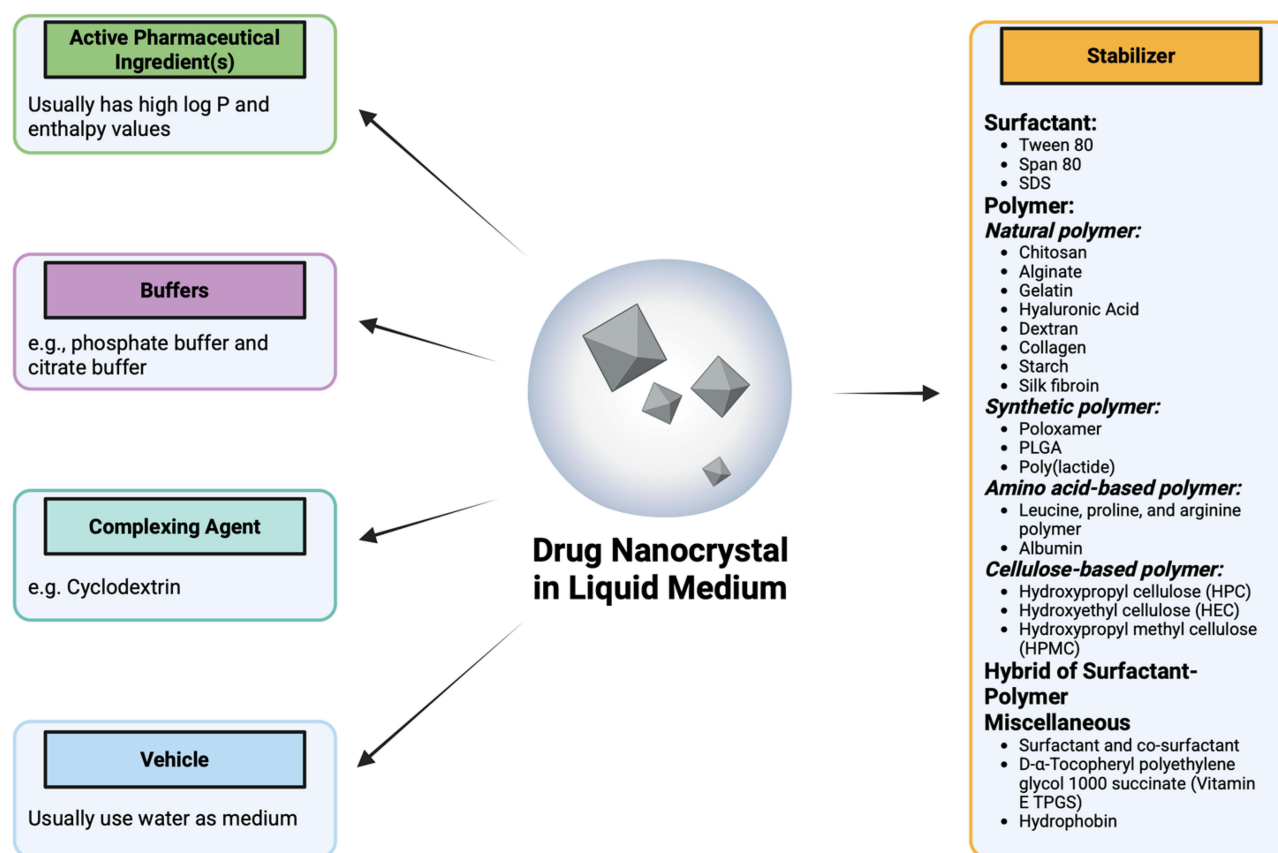 Active Pharmaceutical
Ingredient(s)
Usually has high log P and
enthalpy values
Buffers
e.g., phosphate buffer and
citrate buffer
Complexing Agent
e.g. Cyclodextrin
Vehicle
Usually use water as medium
Drug Nanocrystal
in Liquid Medium
Stabilizer
Surfactant:
• Tween 80
• Span 80
• SDS
Polymer:
Natural polymer:
• Chitosan
• Alginate
• Gelatin
• Hyaluronic Acid
• Dextran
• Collagen
• Starch
• Silk fibroin
Synthetic polymer:
• Poloxamer
• PLGA
• Poly(lactide)
Amino acid-based polymer:
• Leucine, proline, and arginine
polymer
• Albumin
Cellulose-based polymer:
• Hydroxypropyl cellulose (HPC)
• Hydroxyethyl cellulose (HEC)
• Hydroxypropyl methyl cellulose
(HPMC)
Hybrid of Surfactant-
Polymer
Miscellaneous
• Surfactant and co-surfactant
• D-α-Tocopheryl polyethylene
glycol 1000 succinate (Vitamin
E TPGS)
• Hydrophobin